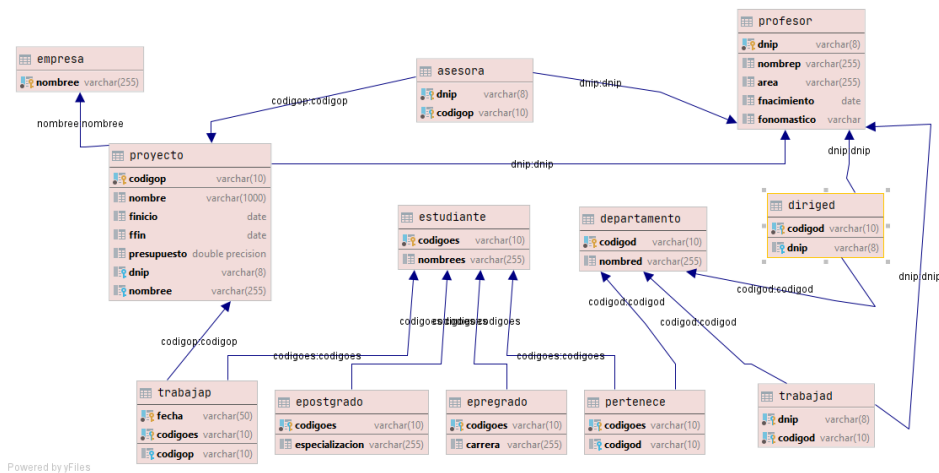 profesor
dnip varchar(8)
nombrep varchar(255)
area varchar(255)
fnacimiento date
fonomastico varchar
empresa
nombree varchar(255)
asesora
dnip varchar(8)
codigop varchar(10)
codigop:codigop
dnip:dnip
nombree:nombree
proyecto
codigop varchar(10)
nombre varchar(1000)
finicio date
ffin date
presupuesto double precision
dnip varchar(8)
nombree varchar(255)
dnip:dnip
dnip:dnip
diriged
codigod varchar(10)
dnip varchar(8)
estudiante
codigoes varchar(10)
nombrees varchar(255)
departamento
codigod varchar(10)
nombred varchar(255)
dnip:dnip
codigod:codigod
codigod:codigod
codigod:codigod
codigoes:codigoes
codigoes:codigoes
codigop:codigop
codigoes:codigoes
codigoes:codigoes
trabajap
fecha varchar(50)
codigoes varchar(10)
codigop varchar(10)
epostgrado
codigoes varchar(10)
especializacion varchar(255)
epregrado
codigoes varchar(10)
carrera varchar(255)
pertenece
codigoes varchar(10)
codigod varchar(10)
trabajad
dnip varchar(8)
codigod varchar(10)
Powered by yFiles